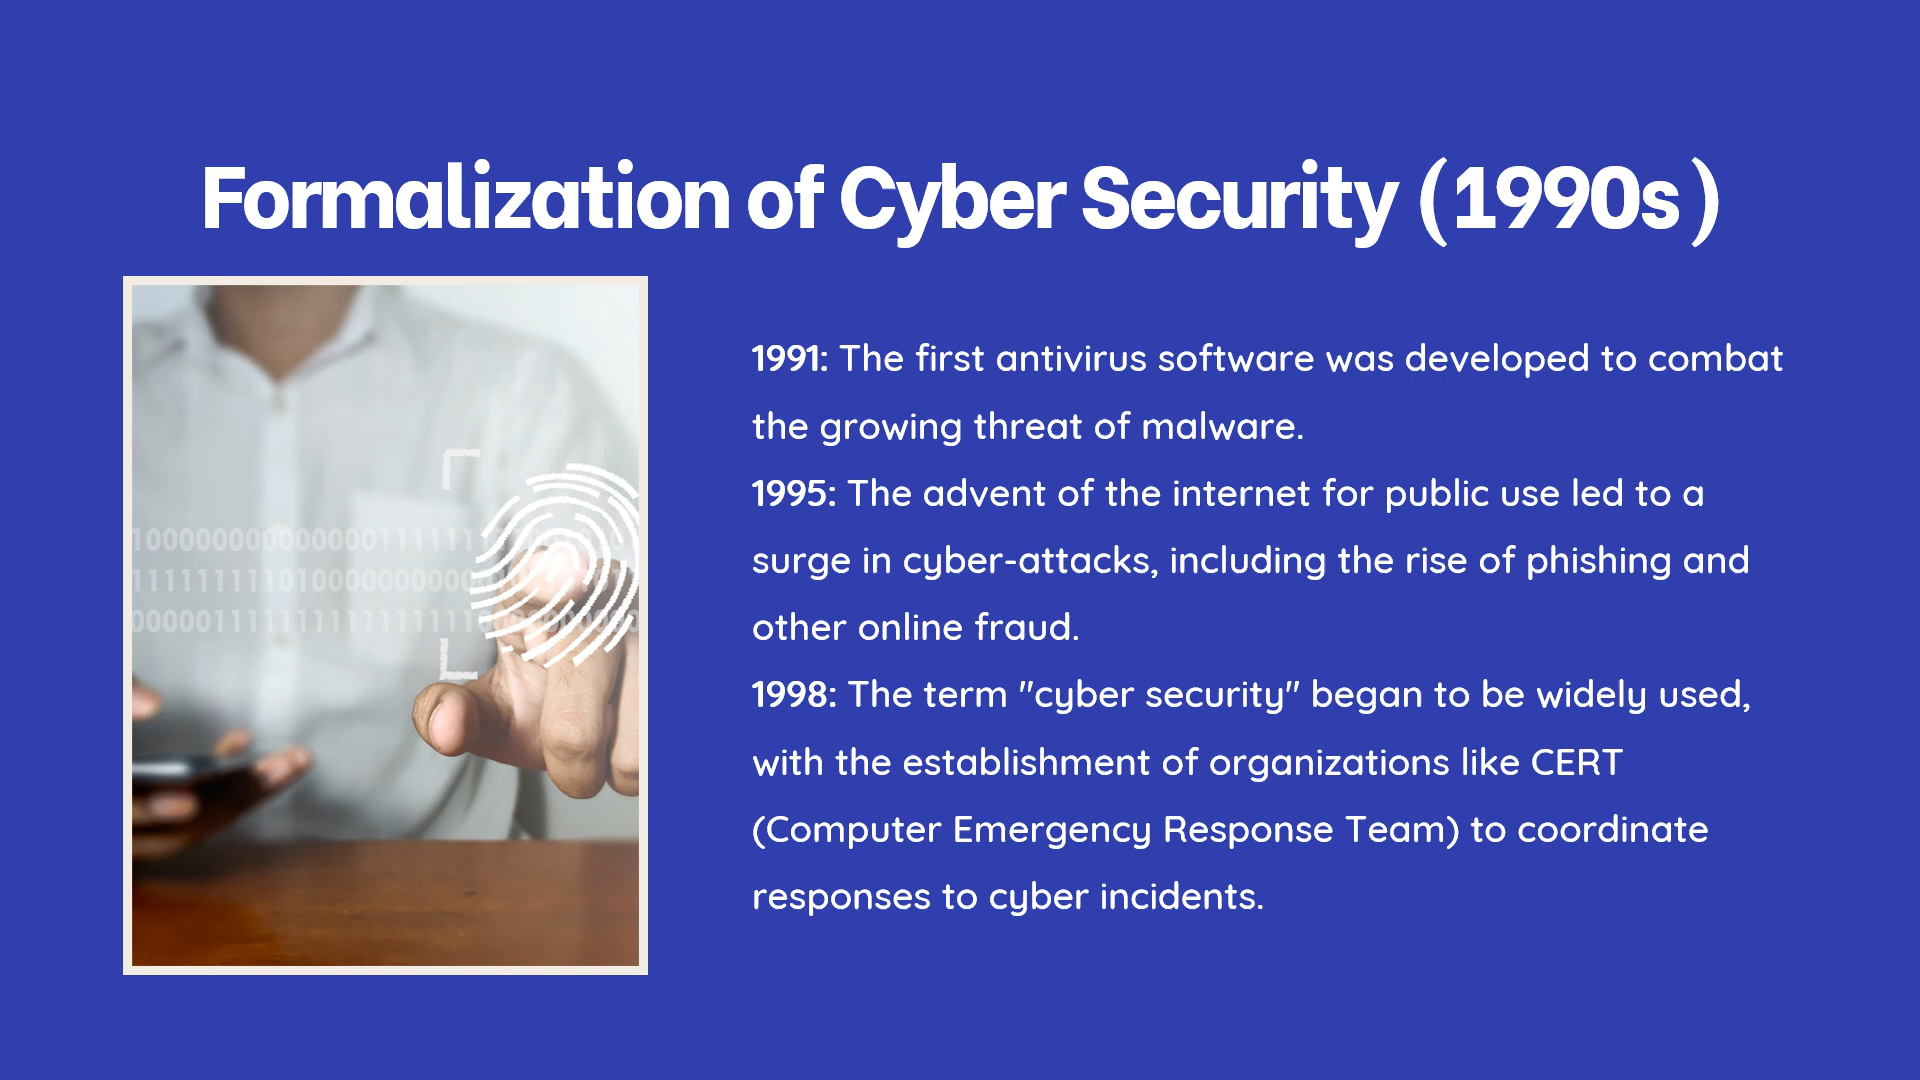 Formalization of Cyber Security (1990s)
1991: The first antivirus software was developed to combat
the growing threat of malware.
1995: The advent of the internet for public use led to a
surge in cyber-attacks, including the rise of phishing and
other online fraud.
1998: The term "cyber security" began to be widely used,
with the establishment of organizations like CERT
(Computer Emergency Response Team) to coordinate
responses to cyber incidents.